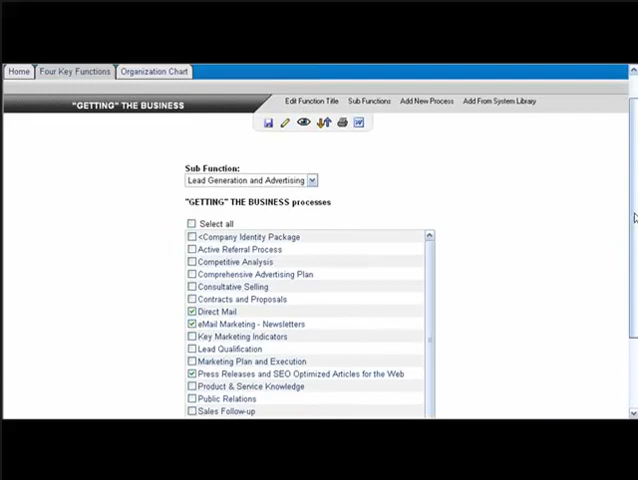 Home Four Key Functions Organization Chart
"GETTING" THE BUSINESS Edit Function Title Sub Functions Add New Process Add From System Library
Sub Function:
Lead Generation and Advertising
"GETTING" THE BUSINESS processes
Select all
<Company Identity Package
Active Referral Process
Competitive Analysis
Comprehensive Advertising Plan
Consultative Selling
Contracts and Proposals
Direct Mail
eMail Marketing - Newsletters
Key Marketing Indicators
Lead Qualification
Marketing Plan and Execution
Press Releases and SEO Optimized Articles for the Web
Product & Service Knowledge
Public Relations
Sales Follow-up